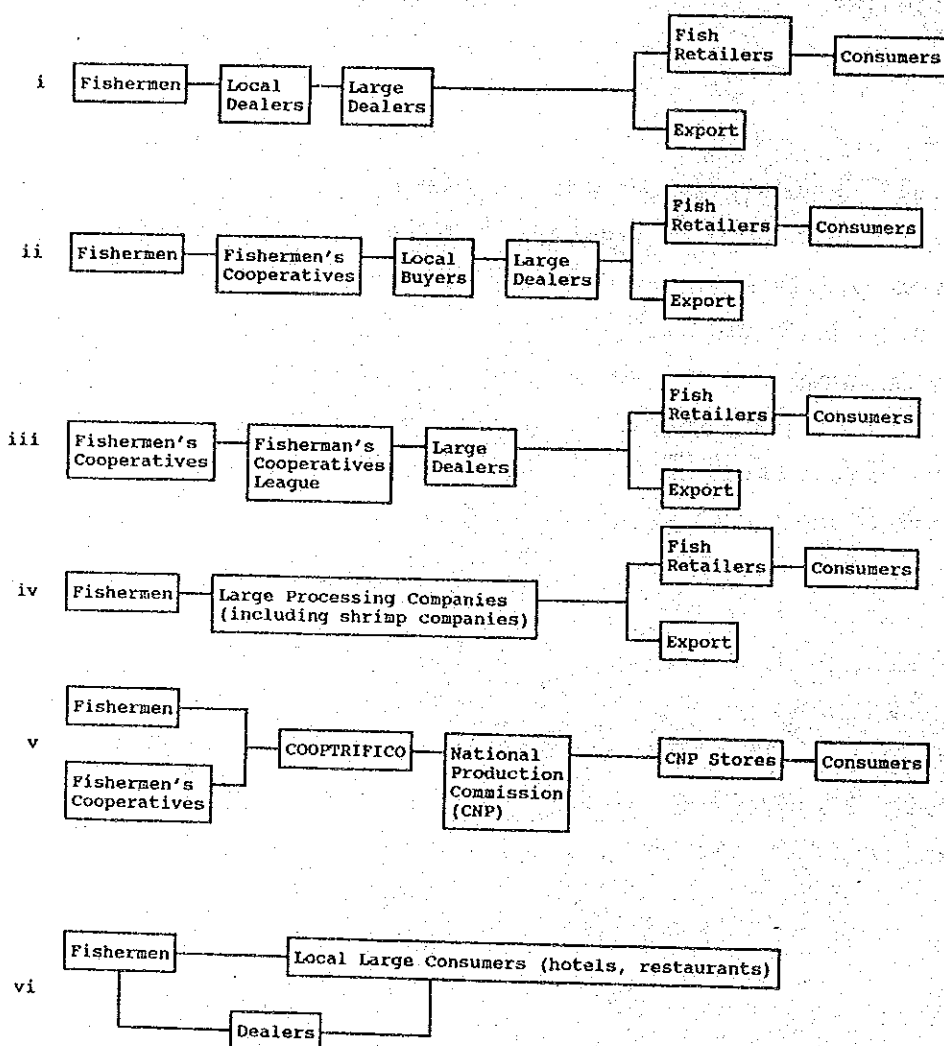 i
Fishermen
Local
Dealers
Large
Dealers
Fish
Retailers
Consumers
Export
ii
Fishermen
Fishermen's
Cooperatives
Local
Buyers
Large
Dealers
Fish
Retailers
Consumers
Export
iii
Fishermen's
Cooperatives
Fisherman's
Cooperatives
League
Large
Dealers
Fish
Retailers
Consumers
Export
iv
Fishermen
Large Processing Companies
(including shrimp companies)
Fish
Retailers
Consumers
Export
v
Fishermen
Fishermen's
Cooperatives
COOPTRIFICO
National
Production
Commission
(CNP)
CNP Stores
Consumers
vi
Fishermen
Local Large Consumers (hotels, restaurants)
Dealers